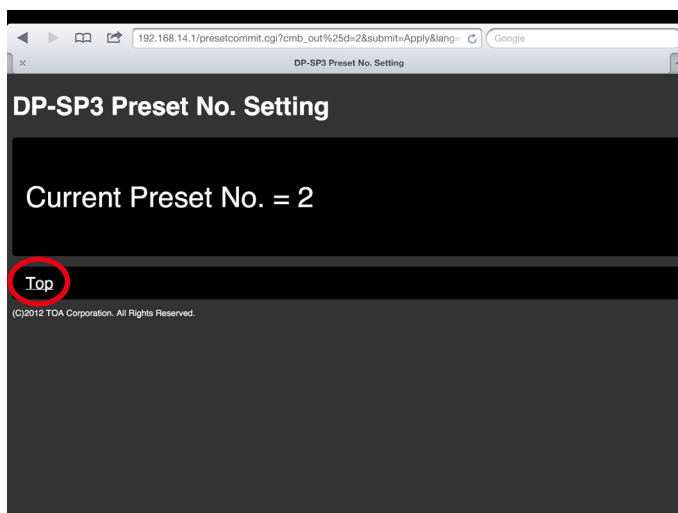 192.168.14.1/presetcommit.cgi?cmb_out%25d=2&submit=Apply&lang=
Google
DP-SP3 Preset No. Setting
DP-SP3 Preset No. Setting
Current Preset No. = 2
Top
(C)2012 TOA Corporation. All Rights Reserved.